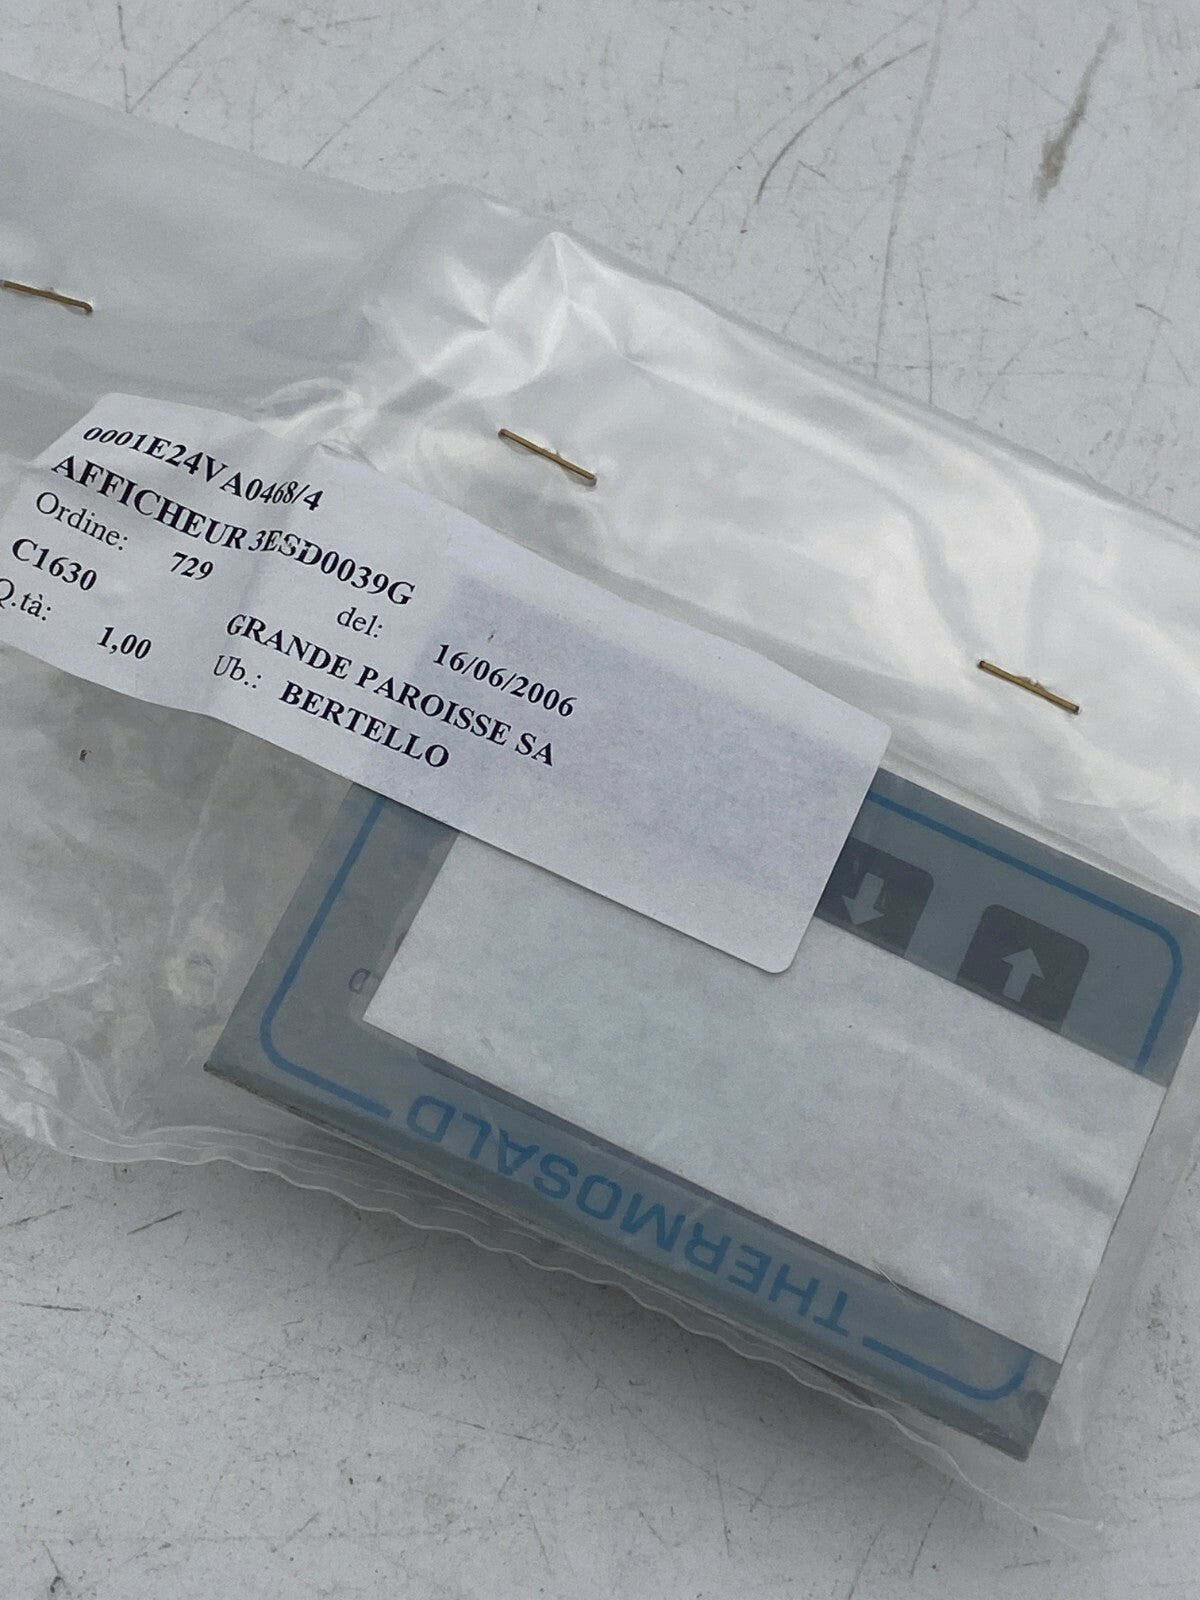 0001E24VA0468/4
AFFICHEUR 3ESD0039G
Ordine: 729 del: 16/06/2006
C1630 GRANDE PAROISSE SA
Q.tà: 1,00 Ub.: BERTELLO
THERMOSALD